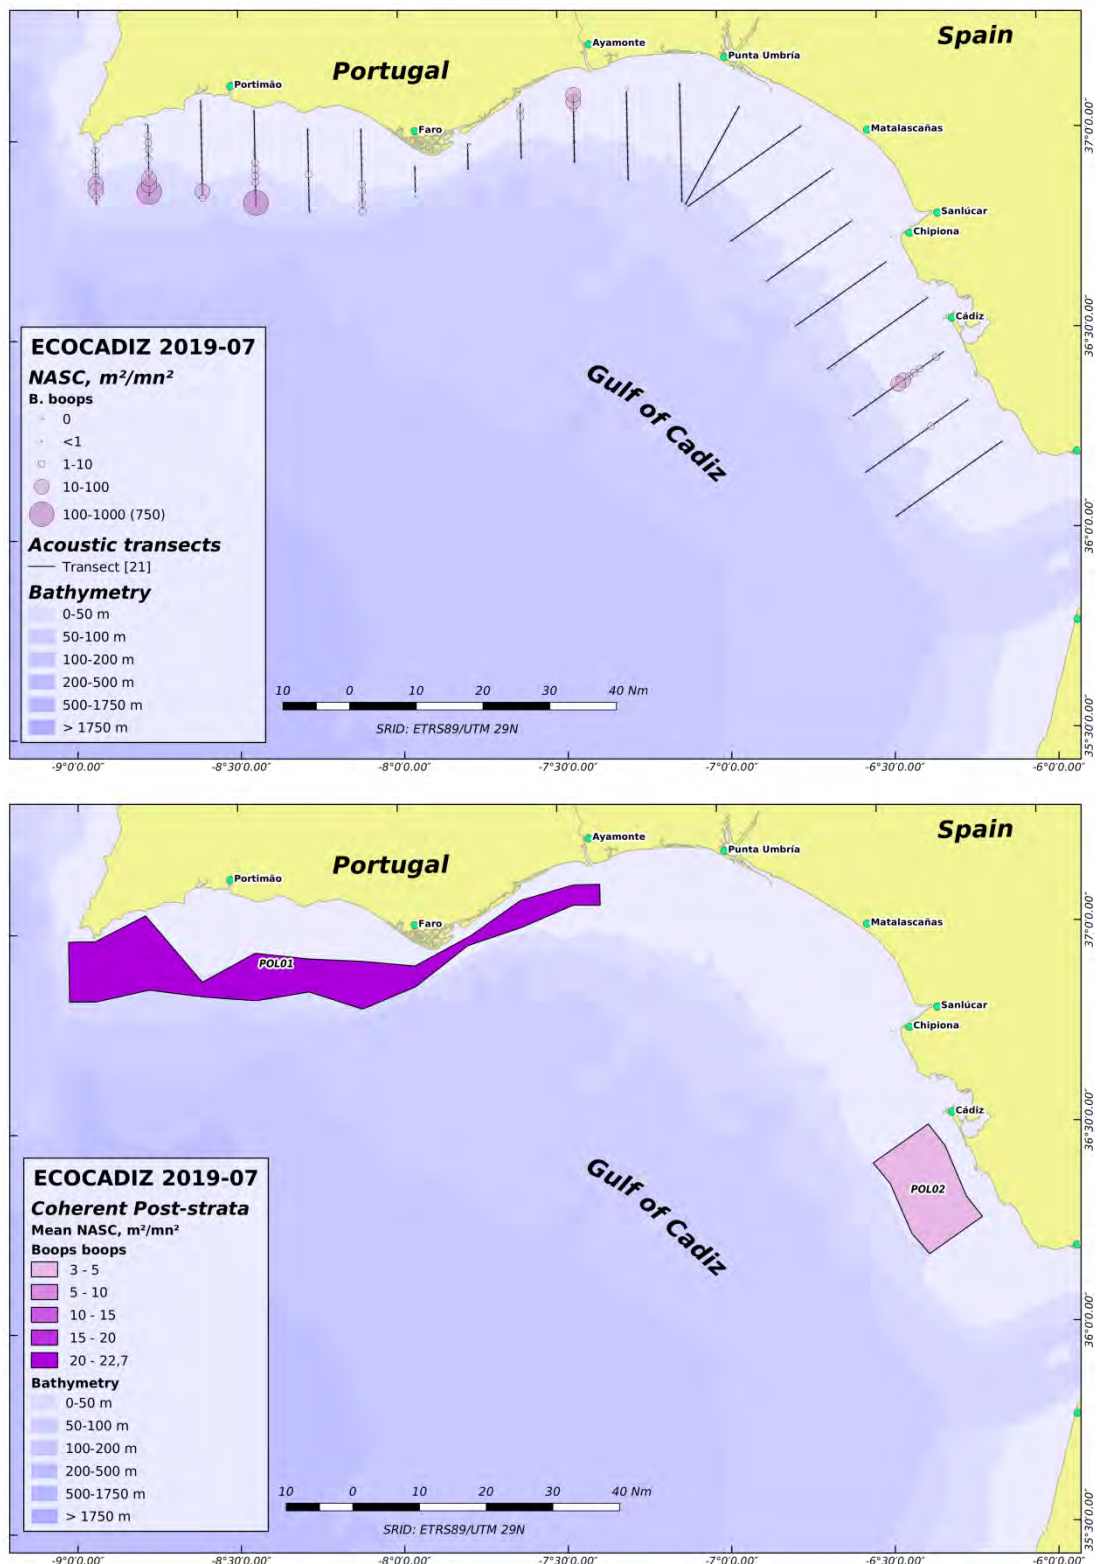 Spain
Ayamonte
Punta Umbría
Portugal
Portimão
Faro
Matalascañas
37°0'0.00″
Sanlúcar
Chipiona
Cádiz
36°30'0.00″
ECOCADIZ 2019-07
NASC, m²/mn²
B. boops
0
<1
1-10
10-100
100-1000 (750)
Acoustic transects
Transect [21]
Bathymetry
0-50 m
50-100 m
100-200 m
200-500 m
500-1750 m
> 1750 m
Gulf of Cadiz
36°0'0.00″
10 0 10 20 30 40 Nm
SRID: ETRS89/UTM 29N
35°30'0.00″
-9°0'0.00″ -8°30'0.00″ -8°0'0.00″ -7°30'0.00″ -7°0'0.00″ -6°30'0.00″ -6°0'0.00″
Spain
Ayamonte
Punta Umbría
Portugal
Portimão
Faro
Matalascañas
37°0'0.00″
POL01
Sanlúcar
Chipiona
Cádiz
36°30'0.00″
POL02
ECOCADIZ 2019-07
Coherent Post-strata
Mean NASC, m²/mn²
Boops boops
3 - 5
5 - 10
10 - 15
15 - 20
20 - 22,7
Bathymetry
0-50 m
50-100 m
100-200 m
200-500 m
500-1750 m
> 1750 m
Gulf of Cadiz
36°0'0.00″
10 0 10 20 30 40 Nm
SRID: ETRS89/UTM 29N
35°30'0.00″
-9°0'0.00″ -8°30'0.00″ -8°0'0.00″ -7°30'0.00″ -7°0'0.00″ -6°30'0.00″ -6°0'0.00″